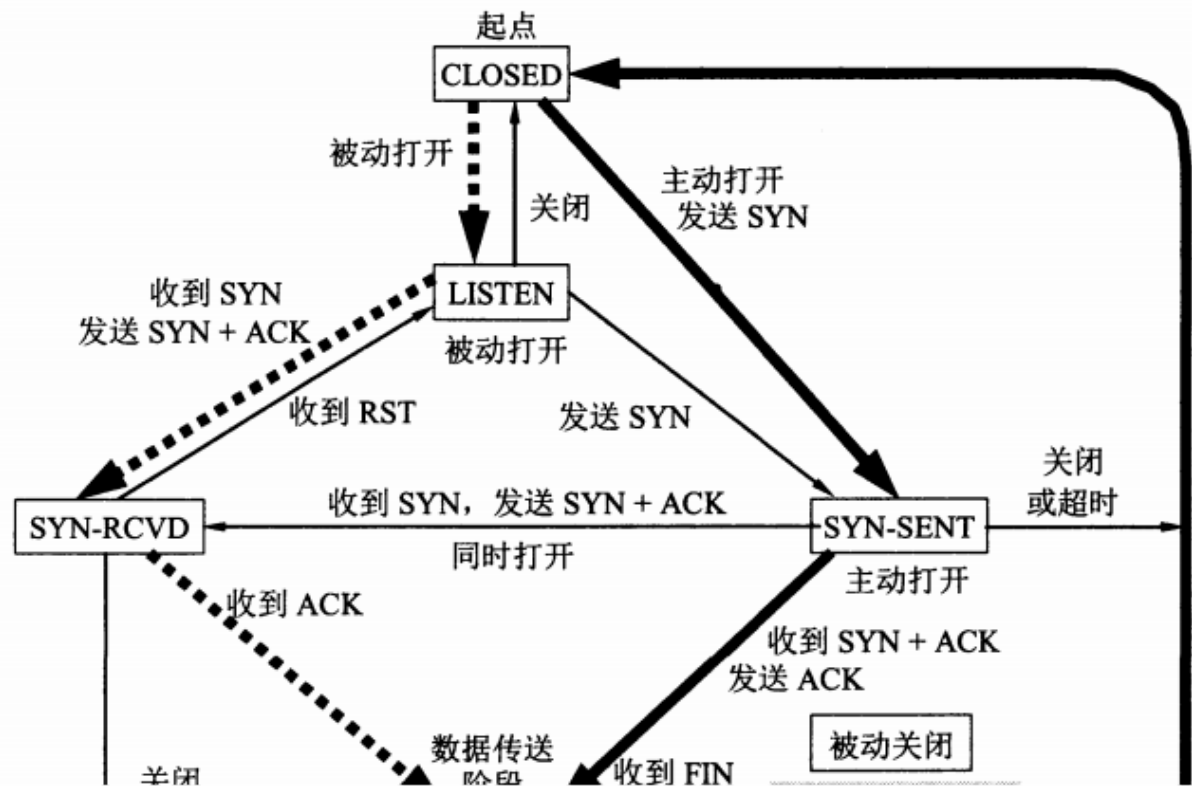 起点
CLOSED
被动打开
关闭
主动打开
发送 SYN
收到 SYN
发送 SYN + ACK
LISTEN
被动打开
收到 RST
发送 SYN
关闭
或超时
SYN-RCVD
收到 SYN，发送 SYN + ACK
同时打开
SYN-SENT
主动打开
收到 ACK
收到 SYN + ACK
发送 ACK
数据传送
阶段
被动关闭
收到 FIN
关闭